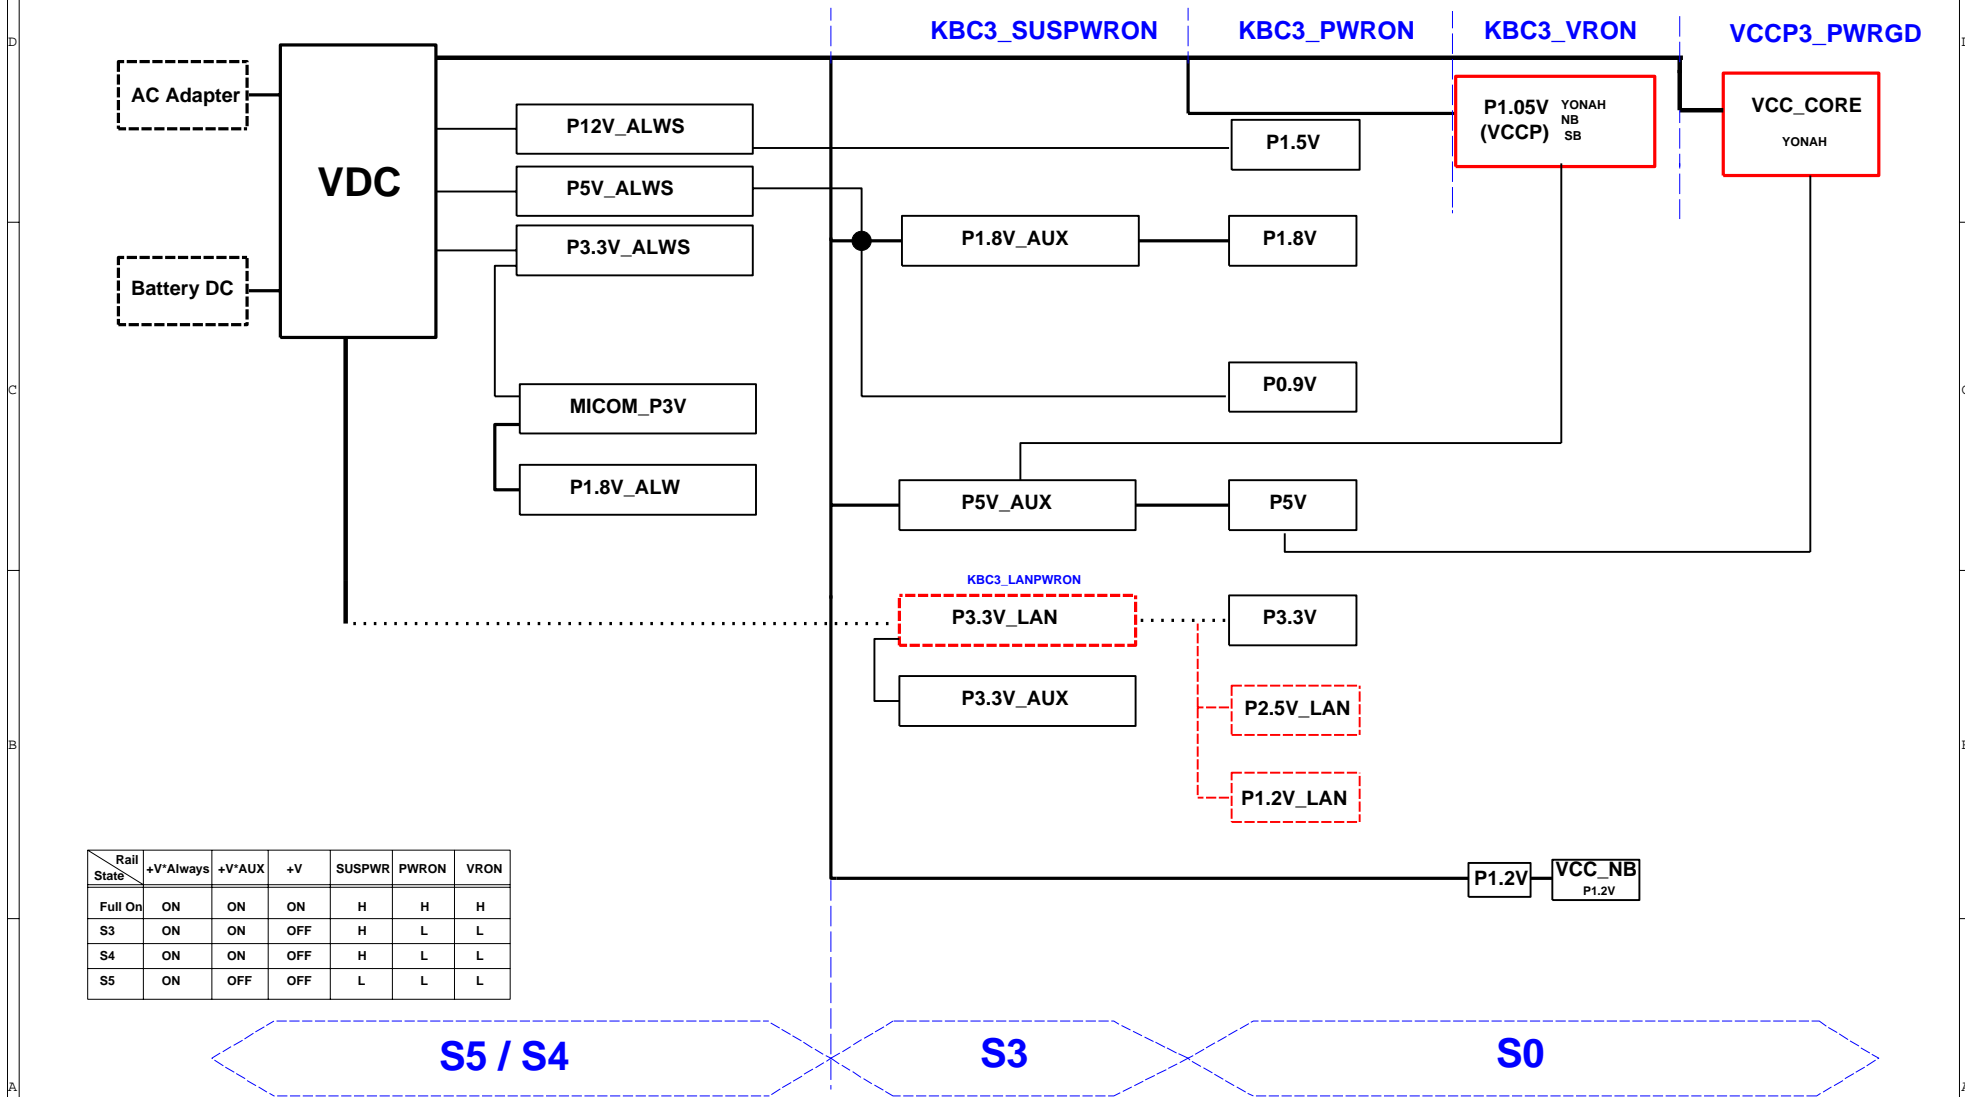 KBC3_SUSPWRON KBC3_PWRON KBC3_VRON VCCP3_PWRGD
D
AC Adapter
VDC
Battery DC
P12V_ALWS
P5V_ALWS
P3.3V_ALWS
MICOM_P3V
P1.8V_ALW
P1.5V
P1.05V YONAH
(VCCP) NB
SB
VCC_CORE
YONAH
P1.8V_AUX P1.8V
C
P0.9V
P5V_AUX P5V
KBC3_LANPWRON
P3.3V_LAN P3.3V
P3.3V_AUX
P2.5V_LAN
B
P1.2V_LAN
P1.2V VCC_NB
P1.2V
Rail
State +V*Always +V*AUX +V SUSPWR PWRON VRON
Full On ON ON ON H H H
S3 ON ON OFF H L L
S4 ON ON OFF H L L
S5 ON OFF OFF L L L
S5 / S4 S3 S0
A